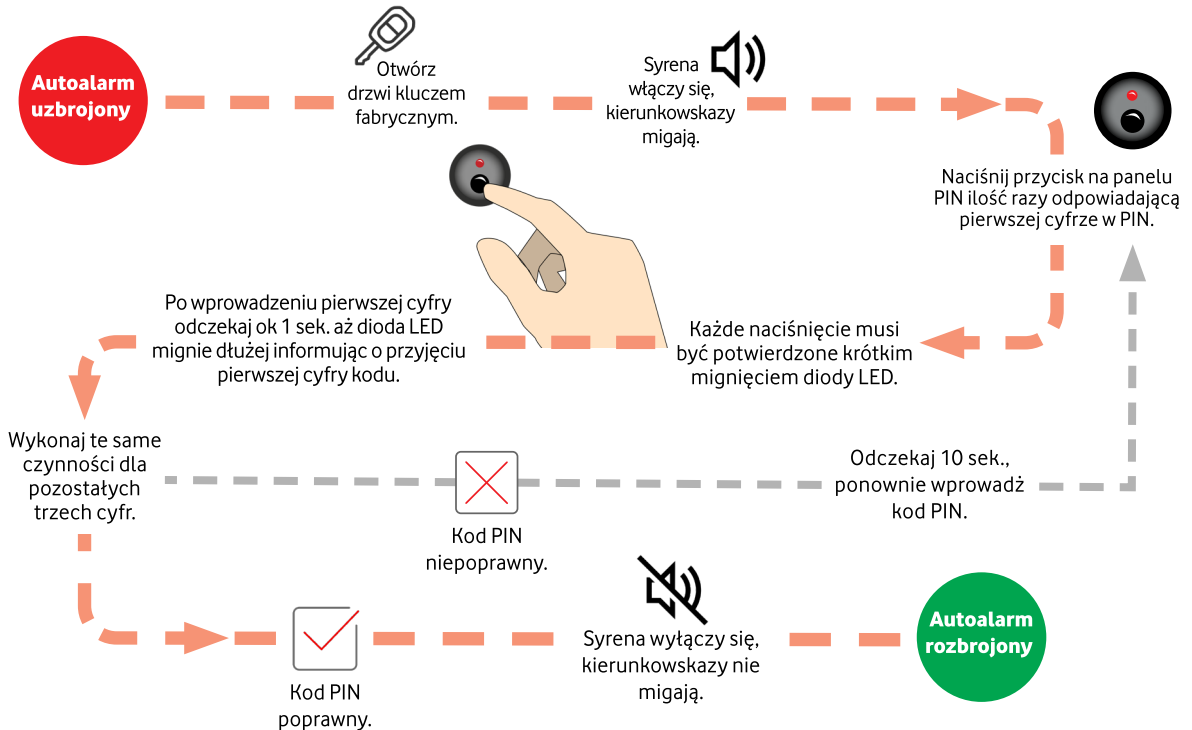 Autoalarm
uzbrojony
Otwórz
drzwi kluczem
fabrycznym.
Syrena
włączy się,
kierunkowskazy
migają.
Naciśnij przycisk na panelu
PIN ilość razy odpowiadającą
pierwszej cyfrze w PIN.
Każde naciśnięcie musi
być potwierdzone krótkim
mignięciem diody LED.
Po wprowadzeniu pierwszej cyfry
odczekaj ok 1 sek. aż dioda LED
mignie dłużej informując o przyjęciu
pierwszej cyfry kodu.
Wykonaj te same
czynności dla
pozostałych
trzech cyfr.
Kod PIN
niepoprawny.
Odczekaj 10 sek.,
ponownie wprowadź
kod PIN.
Kod PIN
poprawny.
Syrena wyłączy się,
kierunkowskazy nie
migają.
Autoalarm
rozbrojony